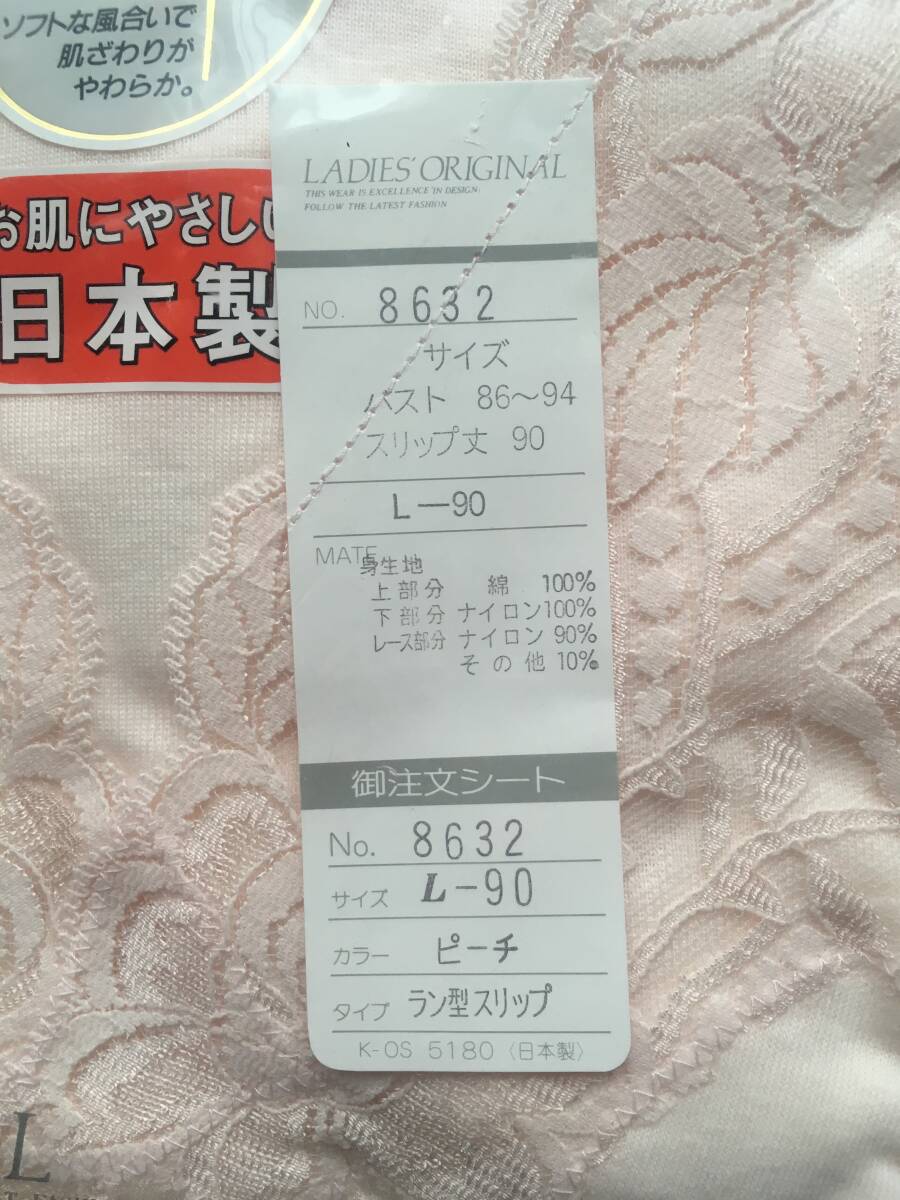 ソフトな風合いで
肌ざわりが
やわらか。
お肌にやさしい
日本製
LADIES' ORIGINAL
THIS WEAR IS EXCELLENCE IN DESIGN.
FOLLOW THE LATEST FASHION
NO. 8632
サイズ
バスト 86〜94
スリップ丈 90
L—90
MATE
身生地
上部分 綿 100%
下部分 ナイロン100%
レース部分 ナイロン 90%
その他 10%
御注文シート
No. 8632
サイズ L-90
カラー ピーチ
タイプ ラン型スリップ
K-OS 5180 〈日本製〉
L